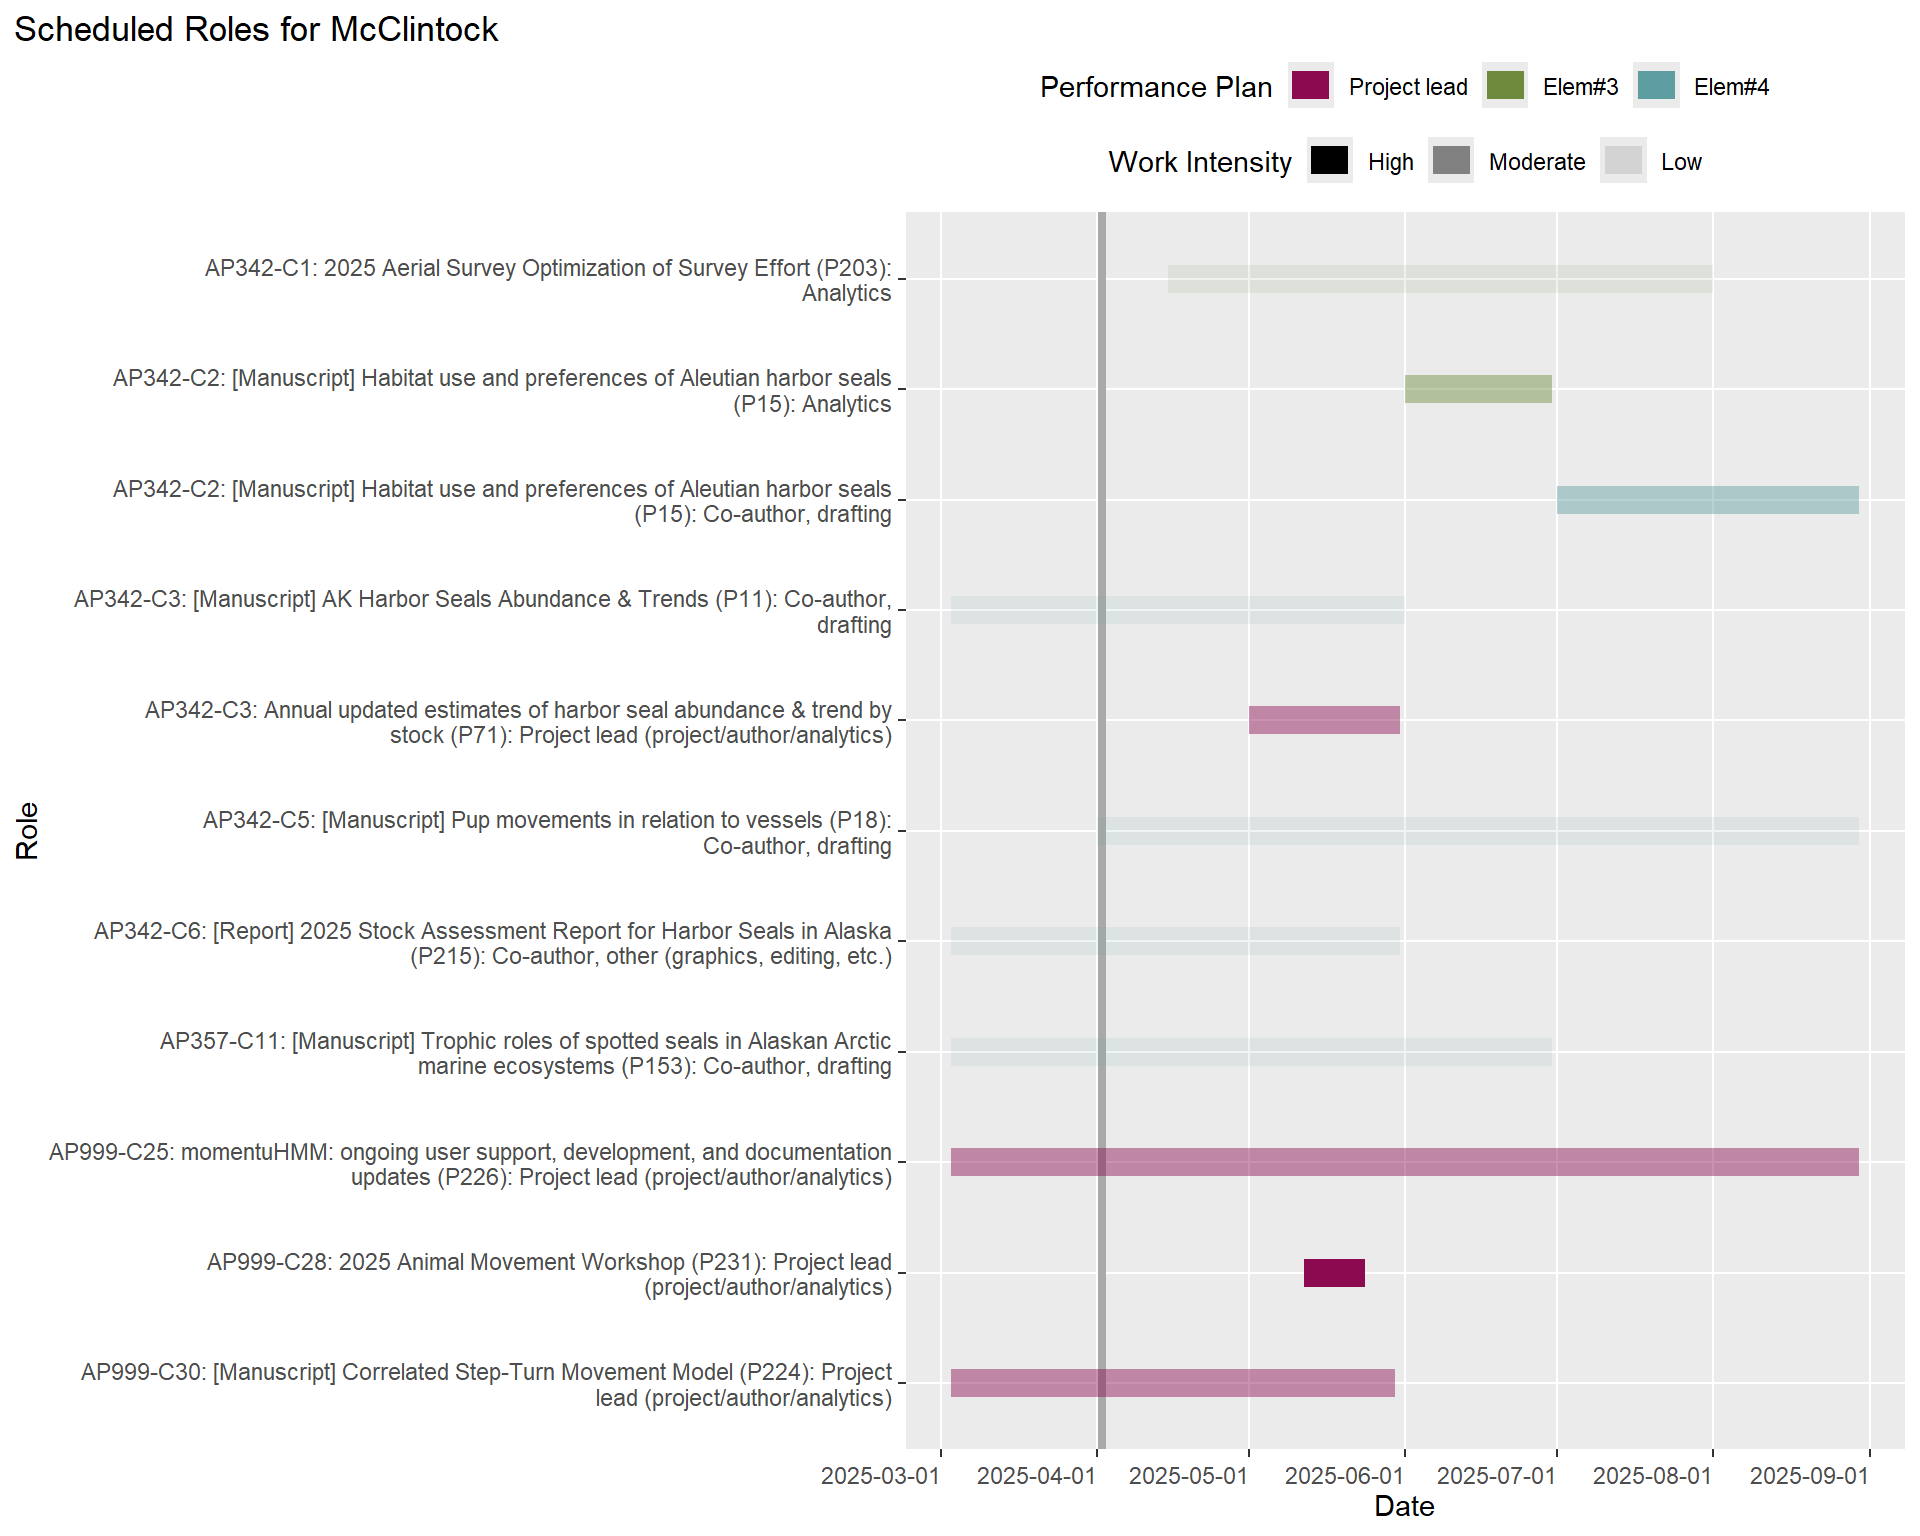 Scheduled Roles for McClintock
Performance Plan Project lead Elem#3 Elem#4
Work Intensity High Moderate Low
AP342-C1: 2025 Aerial Survey Optimization of Survey Effort (P203):
Analytics
AP342-C2: [Manuscript] Habitat use and preferences of Aleutian harbor seals
(P15): Analytics
AP342-C2: [Manuscript] Habitat use and preferences of Aleutian harbor seals
(P15): Co-author, drafting
AP342-C3: [Manuscript] AK Harbor Seals Abundance & Trends (P11): Co-author,
drafting
AP342-C3: Annual updated estimates of harbor seal abundance & trend by
stock (P71): Project lead (project/author/analytics)
AP342-C5: [Manuscript] Pup movements in relation to vessels (P18):
Co-author, drafting
AP342-C6: [Report] 2025 Stock Assessment Report for Harbor Seals in Alaska
(P215): Co-author, other (graphics, editing, etc.)
AP357-C11: [Manuscript] Trophic roles of spotted seals in Alaskan Arctic
marine ecosystems (P153): Co-author, drafting
AP999-C25: momentuHMM: ongoing user support, development, and documentation
updates (P226): Project lead (project/author/analytics)
AP999-C28: 2025 Animal Movement Workshop (P231): Project lead
(project/author/analytics)
AP999-C30: [Manuscript] Correlated Step-Turn Movement Model (P224): Project
lead (project/author/analytics)
Role
2025-03-01 2025-04-01 2025-05-01 2025-06-01 2025-07-01 2025-08-01 2025-09-01
Date